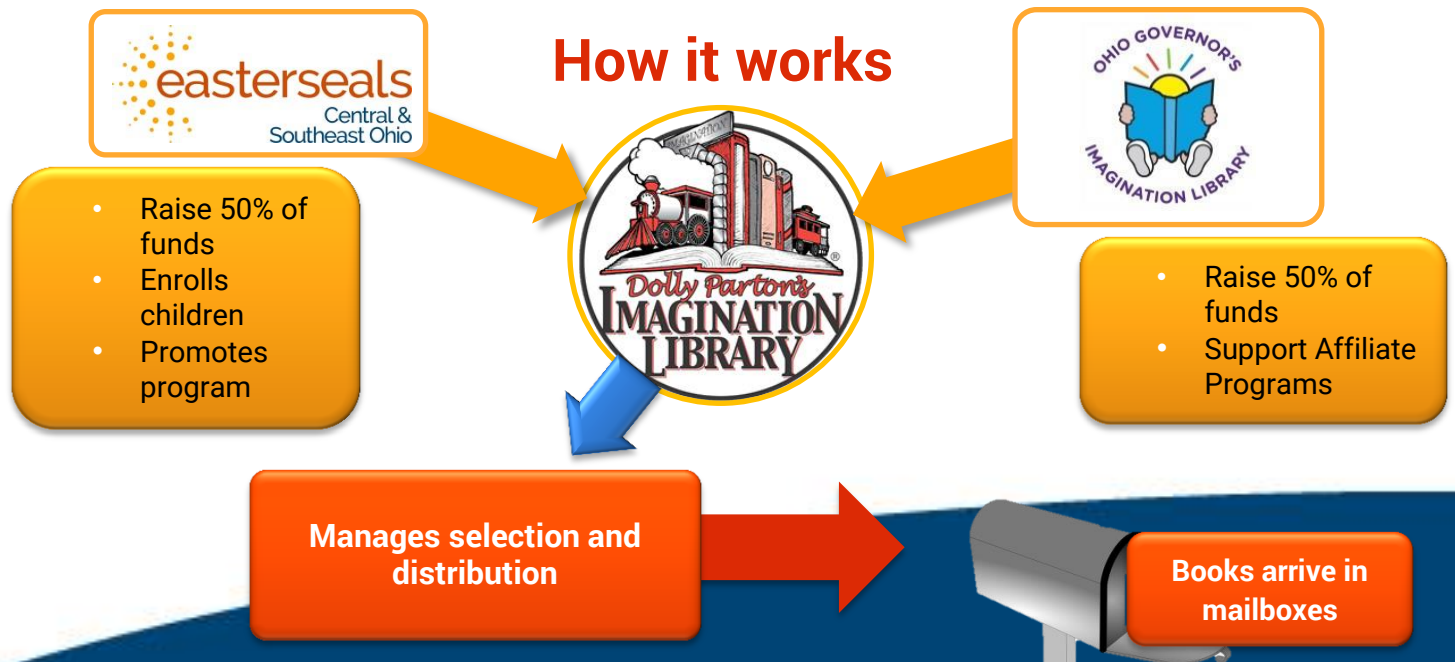 How it works
easterseals
Central &
Southeast Ohio
• Raise 50% of
funds
• Enrolls
children
• Promotes
program
IMAGINATION
Dolly Parton's
IMAGINATION
LIBRARY
®
OHIO GOVERNOR'S
IMAGINATION LIBRARY
• Raise 50% of
funds
• Support Affiliate
Programs
Manages selection and
distribution
Books arrive in
mailboxes